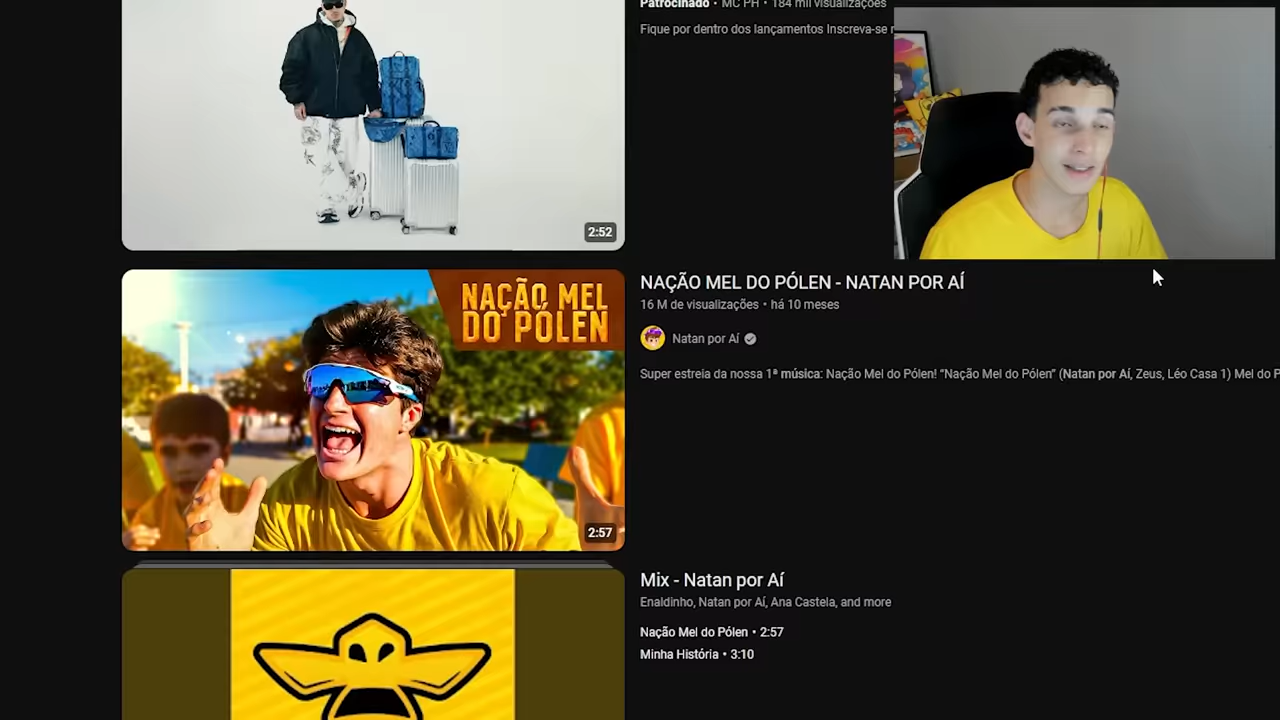 Patrocinado • MC PH • 184 mil visualizações
Fique por dentro dos lançamentos Inscreva-se
2:52
NAÇÃO MEL
DO PÓLEN
2:57
NAÇÃO MEL DO PÓLEN - NATAN POR AÍ
16 M de visualizações • há 10 meses
Natan por Aí
Super estreia da nossa 1ª música: Nação Mel do Pólen! “Nação Mel do Pólen” (Natan por Aí, Zeus, Léo Casa 1) Mel do P
Mix - Natan por Aí
Enaldinho, Natan por Aí, Ana Castela, and more
Nação Mel do Pólen • 2:57
Minha História • 3:10